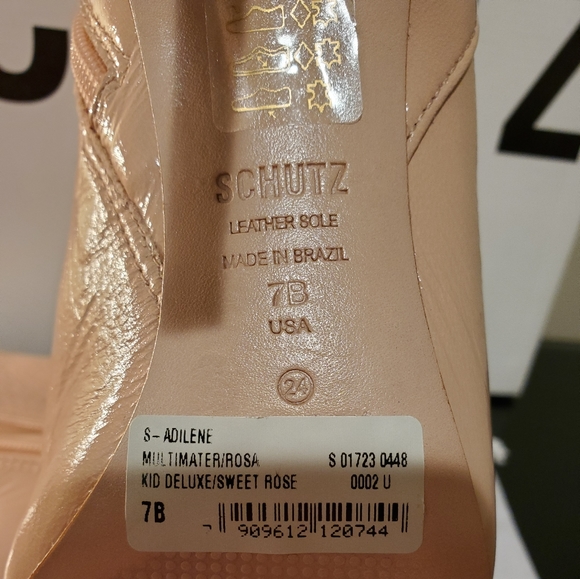 SCHUTZ
LEATHER SOLE
MADE IN BRAZIL
7B
USA
24
S-ADILENE
MULTIMATER/ROSA S 01723 0448
KID DELUXE/SWEET ROSE 0002 U
7B 7 909612 120744